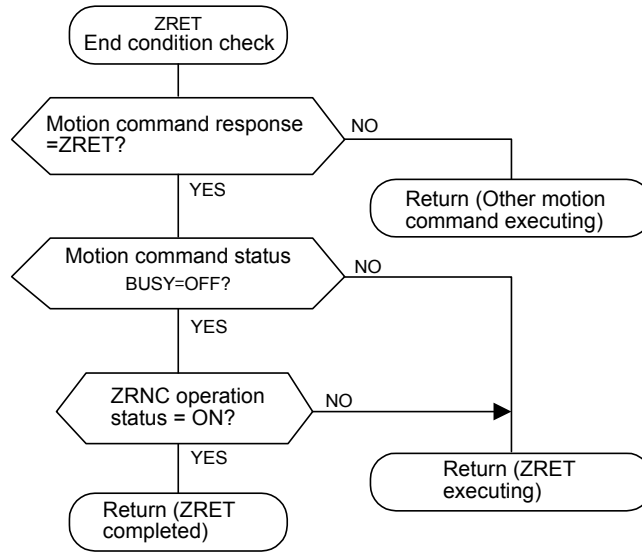 ZRET
End condition check
Motion command response
=ZRET?
NO
YES
Return (Other motion
command executing)
Motion command status
BUSY=OFF?
NO
YES
ZRNC operation
status = ON?
NO
YES
Return (ZRET
executing)
Return (ZRET
completed)